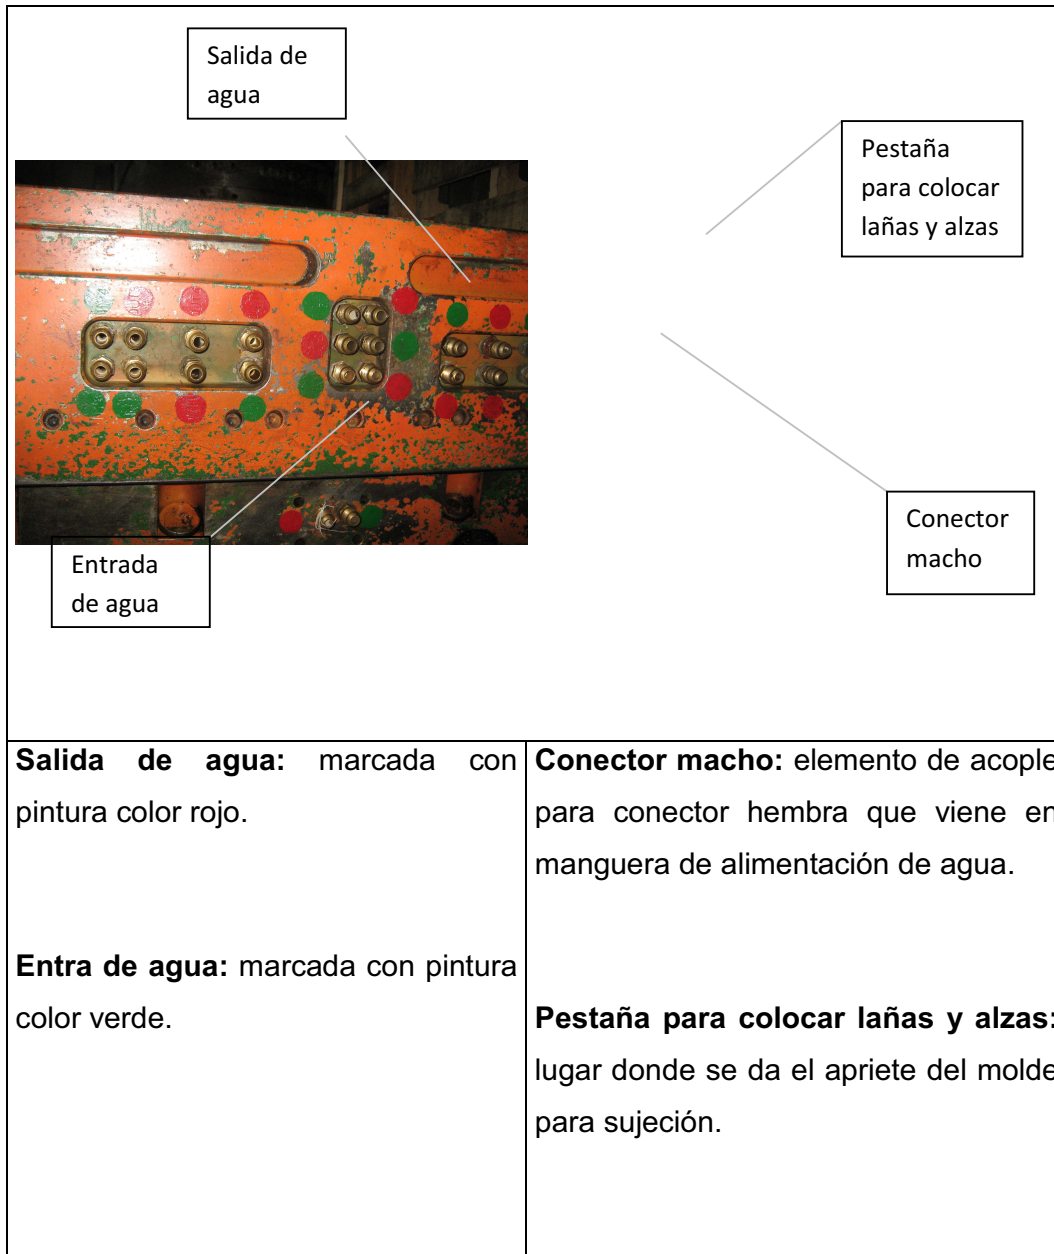 Salida de
agua
Pestaña
para colocar
lañas y alzas
Conector
macho
Entrada
de agua
Salida de agua: marcada con
pintura color rojo.
Entra de agua: marcada con pintura
color verde.
Conector macho: elemento de acople
para conector hembra que viene en
manguera de alimentación de agua.
Pestaña para colocar lañas y alzas:
lugar donde se da el apriete del molde
para sujeción.